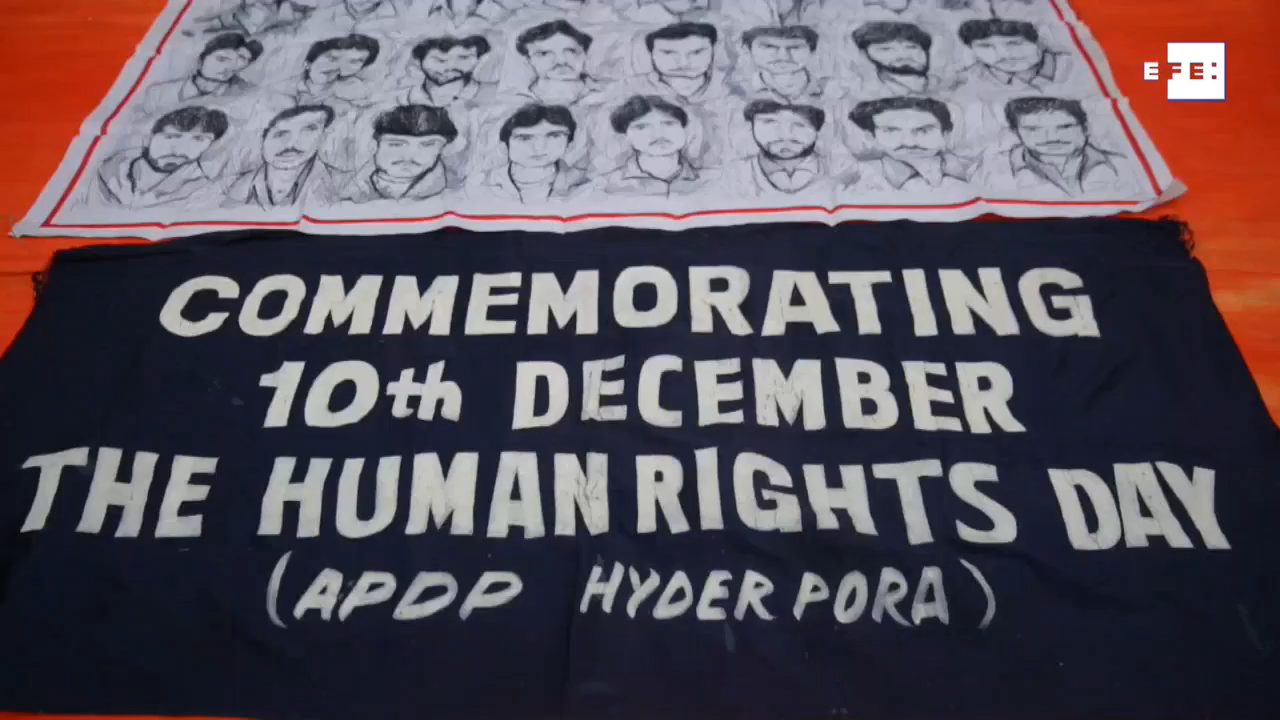 EFE:
COMMEMORATING
10th DECEMBER
THE HUMAN RIGHTS DAY
(APDP HYDER PORA)